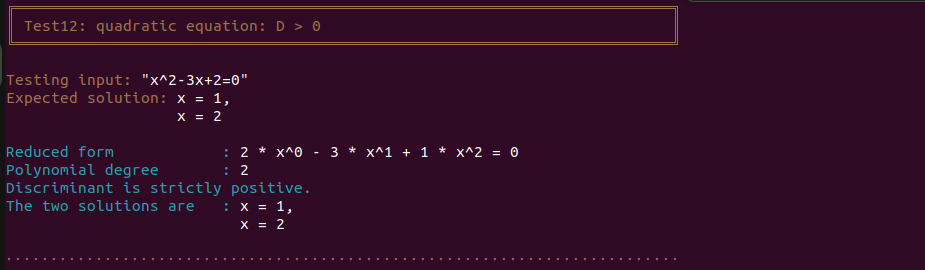 Test12: quadratic equation: D > 0
Testing input: "x^2-3x+2=0"
Expected solution: x = 1,
x = 2
Reduced form : 2 * x^0 - 3 * x^1 + 1 * x^2 = 0
Polynomial degree : 2
Discriminant is strictly positive.
The two solutions are : x = 1,
x = 2
...........................................................................